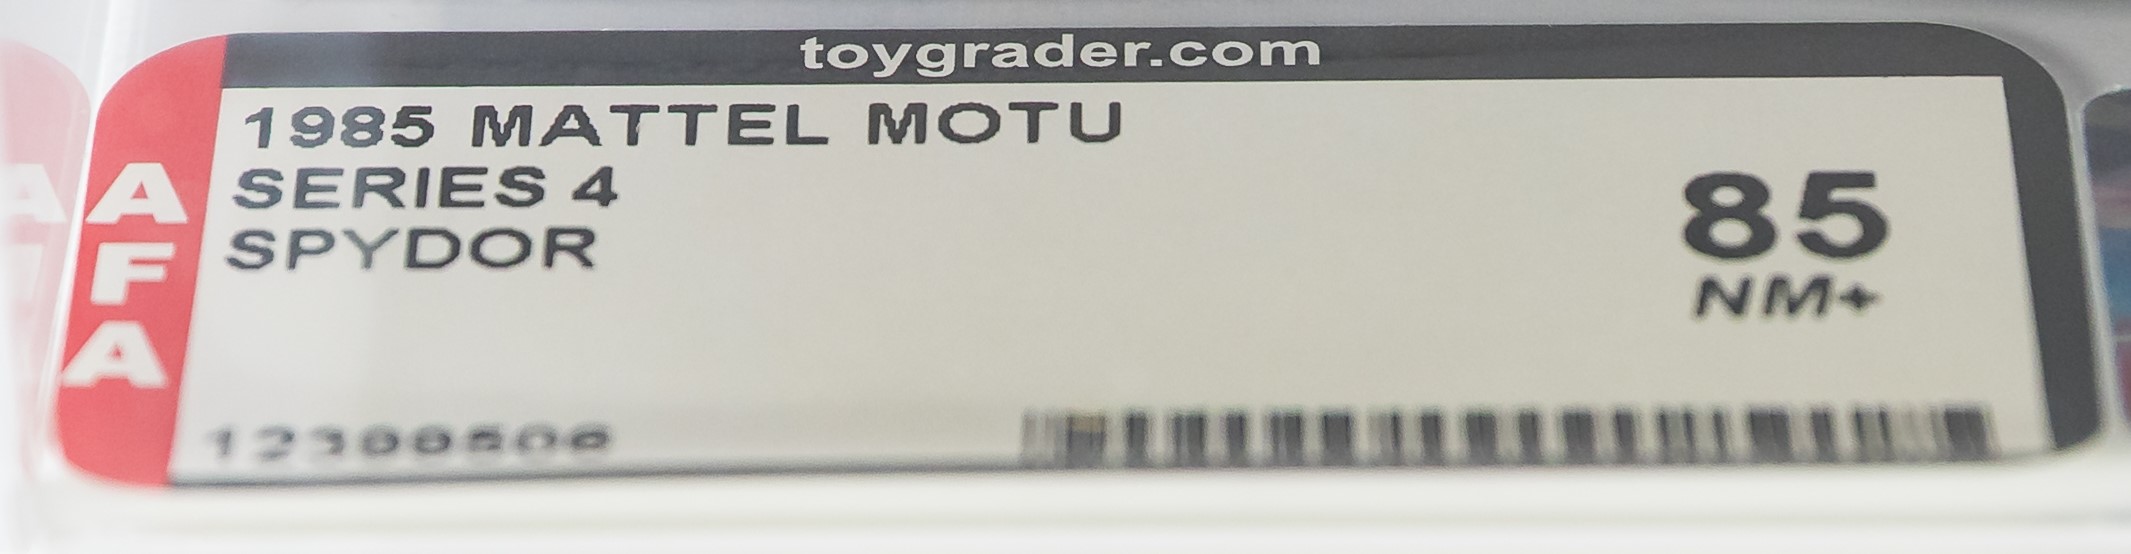 toygrader.com
AFA
1985 MATTEL MOTU
SERIES 4
SPYDOR
85
NM+